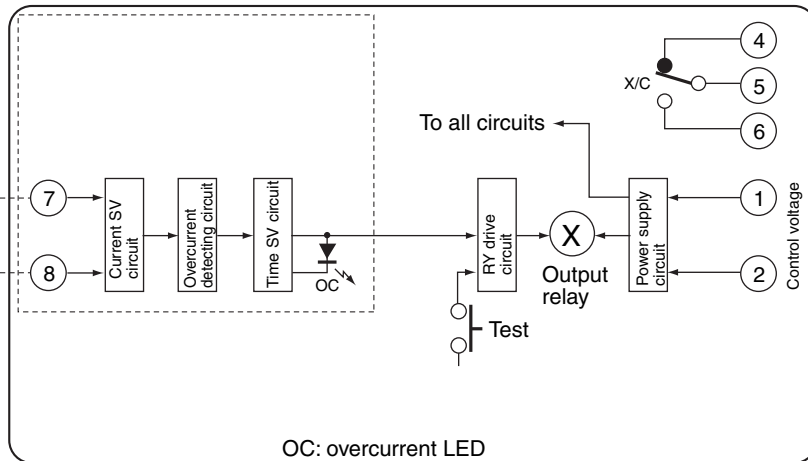 4
X/C
5
To all circuits
6
7
8
Current SV
circuit
Overcurrent
detecting circuit
Time SV circuit
OC
RY drive
circuit
X
Output
relay
Power supply
circuit
1
2
Control voltage
Test
OC: overcurrent LED